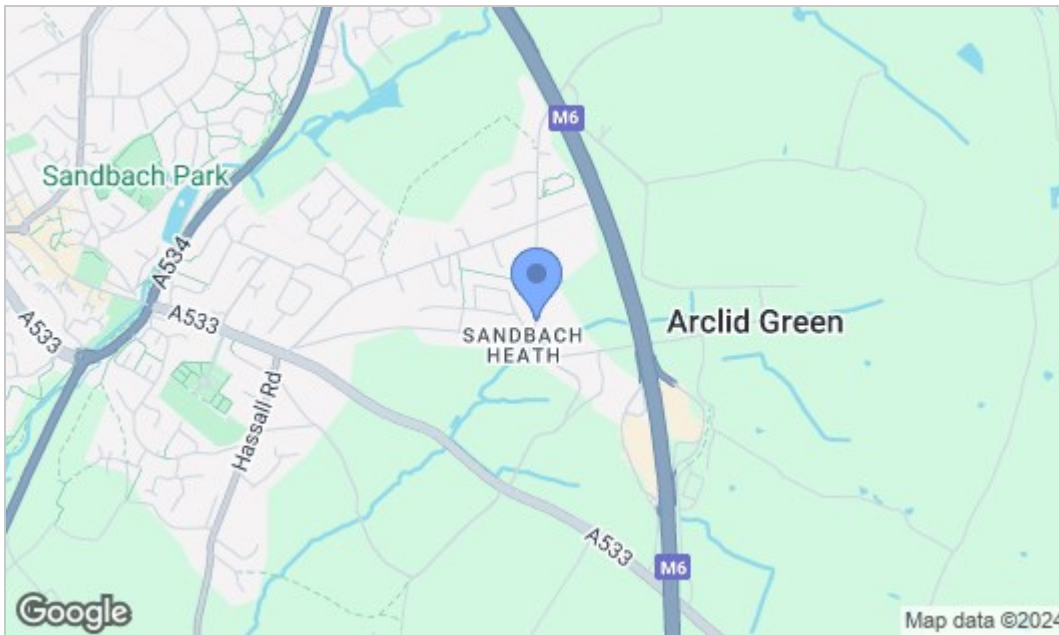 M6
Sandbach Park
A534
A533
A533
SANDBACH
HEATH
Arclid Green
Hassall Rd
A533
M6
Google
Map data ©2024